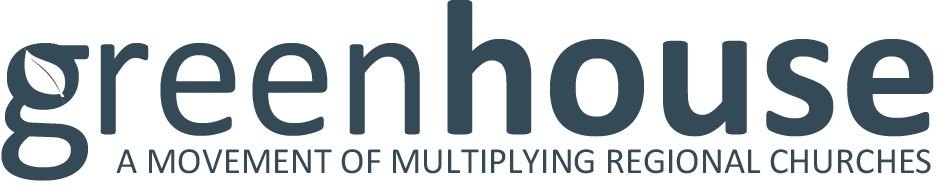 greenhouse
A MOVEMENT OF MULTIPLYING REGIONAL CHURCHES